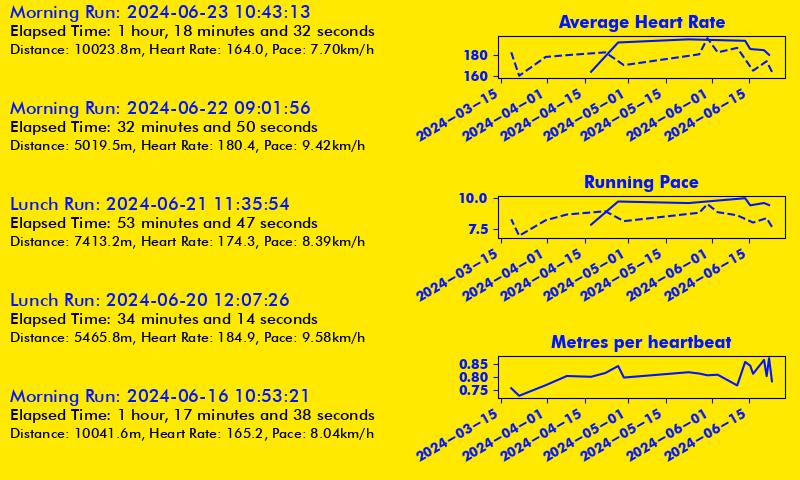 Morning Run: 2024-06-23 10:43:13
Elapsed Time: 1 hour, 18 minutes and 32 seconds
Distance: 10023.8m, Heart Rate: 164.0, Pace: 7.70km/h
Morning Run: 2024-06-22 09:01:56
Elapsed Time: 32 minutes and 50 seconds
Distance: 5019.5m, Heart Rate: 180.4, Pace: 9.42km/h
Lunch Run: 2024-06-21 11:35:54
Elapsed Time: 53 minutes and 47 seconds
Distance: 7413.2m, Heart Rate: 174.3, Pace: 8.39km/h
Lunch Run: 2024-06-20 12:07:26
Elapsed Time: 34 minutes and 14 seconds
Distance: 5465.8m, Heart Rate: 184.9, Pace: 9.58km/h
Morning Run: 2024-06-16 10:53:21
Elapsed Time: 1 hour, 17 minutes and 38 seconds
Distance: 10041.6m, Heart Rate: 165.2, Pace: 8.04km/h
Average Heart Rate
180
160
2024−03−15
2024−04−01
2024−04−15
2024−05−01
2024−05−15
2024−06−01
2024−06−15
Running Pace
10.0
7.5
2024−03−15
2024−04−01
2024−04−15
2024−05−01
2024−05−15
2024−06−01
2024−06−15
Metres per heartbeat
0.85
0.80
0.75
2024−03−15
2024−04−01
2024−04−15
2024−05−01
2024−05−15
2024−06−01
2024−06−15